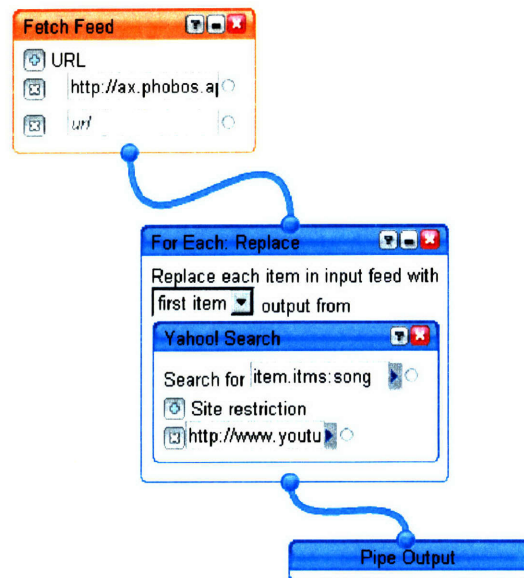 Fetch Feed
URL
http://ax.phobos.a
url
For Each: Replace
Replace each item in input feed with
first item output from
Yahoo! Search
Search for item.itms:song
Site restriction
http://www.youtu
Pipe Output